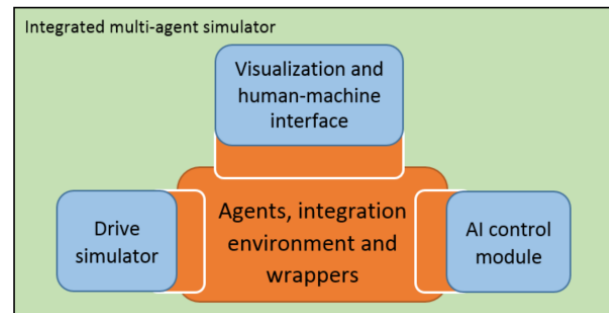 Integrated multi-agent simulator
Visualization and
human-machine
interface
Drive
simulator
Agents, integration
environment and
wrappers
AI control
module